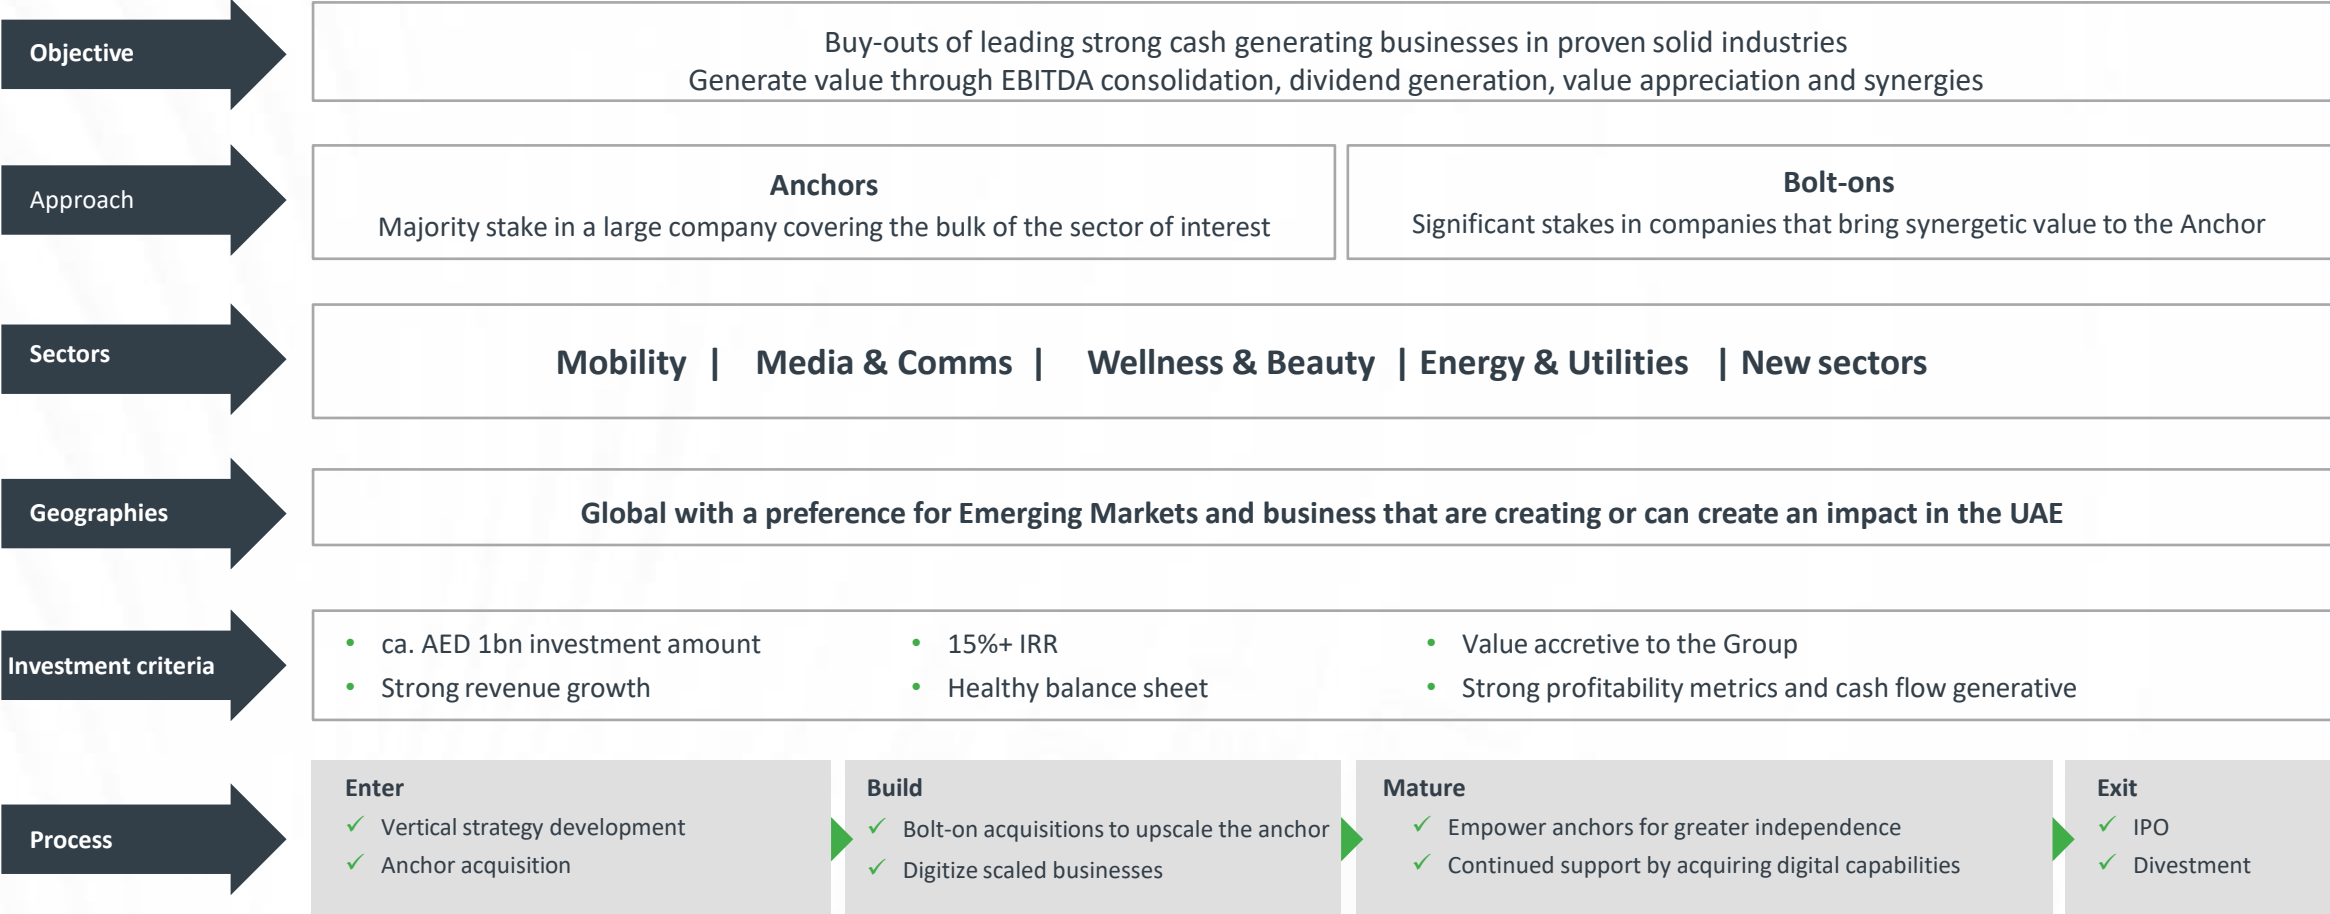 Objective
Buy-outs of leading strong cash generating businesses in proven solid industries
Generate value through EBITDA consolidation, dividend generation, value appreciation and synergies
Approach
Anchors
Majority stake in a large company covering the bulk of the sector of interest
Bolt-ons
Significant stakes in companies that bring synergetic value to the Anchor
Sectors
Mobility | Media & Comms | Wellness & Beauty | Energy & Utilities | New sectors
Geographies
Global with a preference for Emerging Markets and business that are creating or can create an impact in the UAE
Investment criteria
• ca. AED 1bn investment amount
• Strong revenue growth
• 15%+ IRR
• Healthy balance sheet
• Value accretive to the Group
• Strong profitability metrics and cash flow generative
Process
Enter
✓ Vertical strategy development
✓ Anchor acquisition
Build
✓ Bolt-on acquisitions to upscale the anchor
✓ Digitize scaled businesses
Mature
✓ Empower anchors for greater independence
✓ Continued support by acquiring digital capabilities
Exit
✓ IPO
✓ Divestment